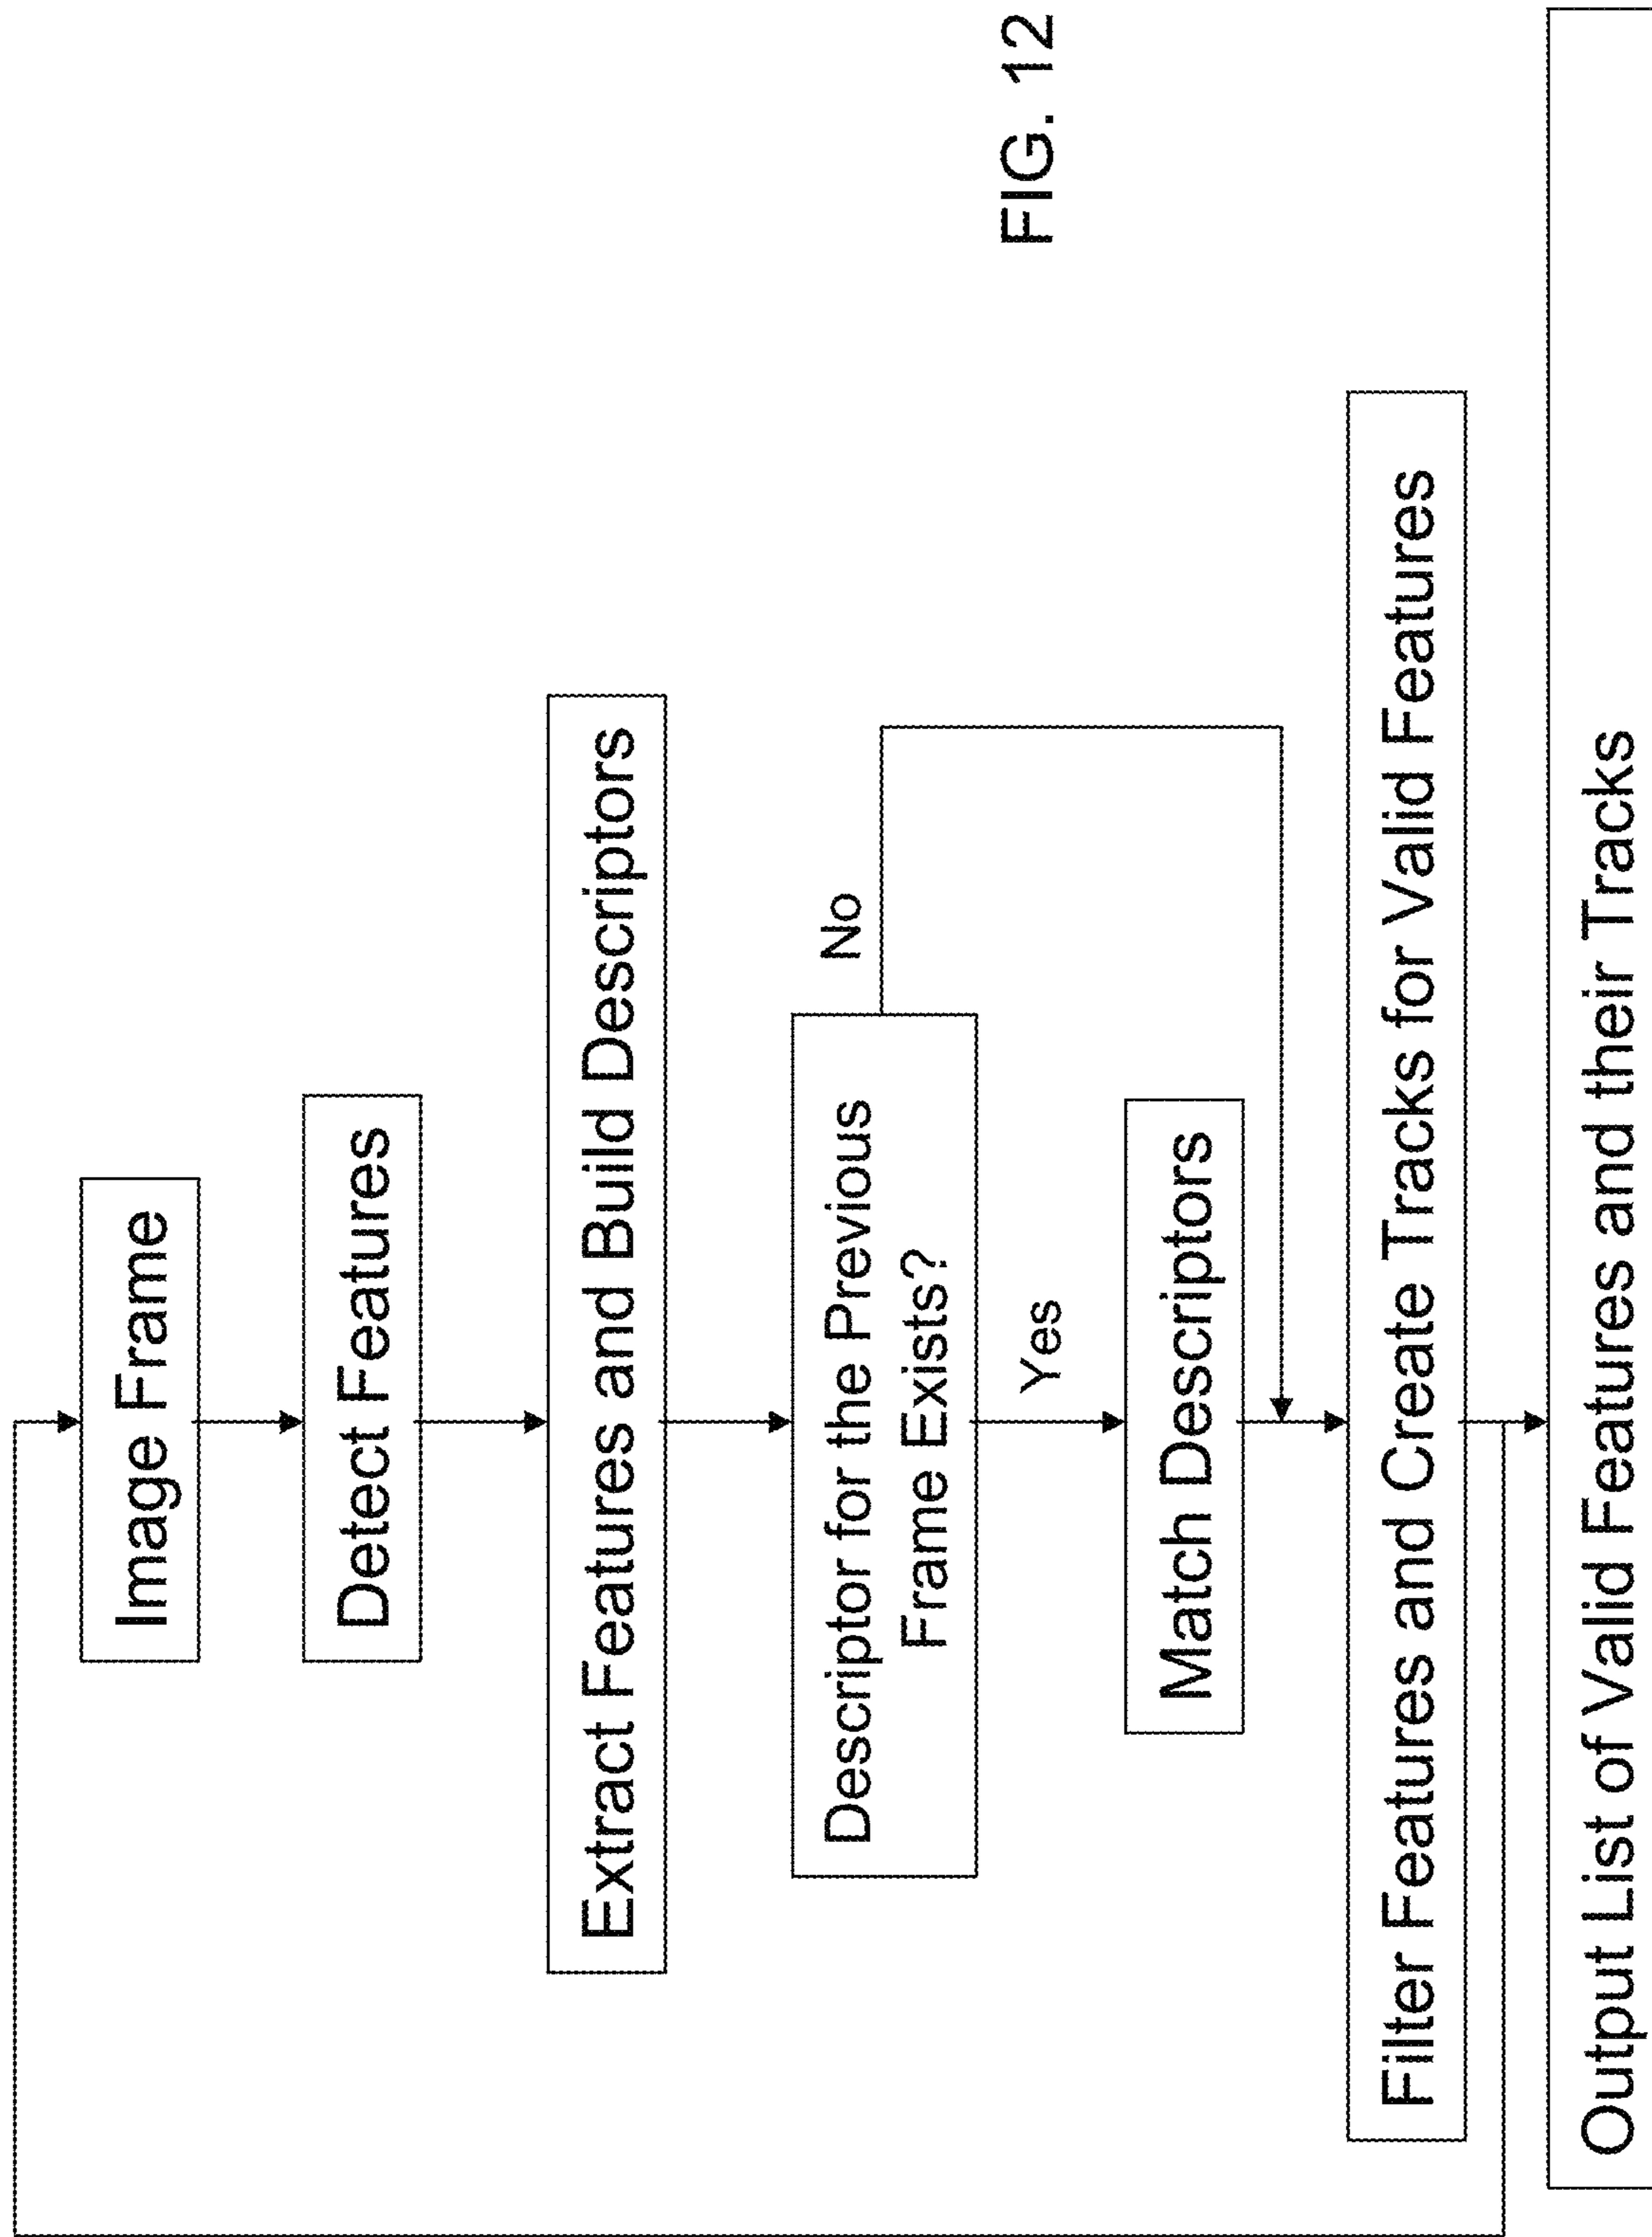 Image Frame
Detect Features
Extract Features and Build Descriptors
Descriptor for the Previous
Frame Exists?
No
Yes
Match Descriptors
Filter Features and Create Tracks for Valid Features
Output List of Valid Features and their Tracks
FIG. 12